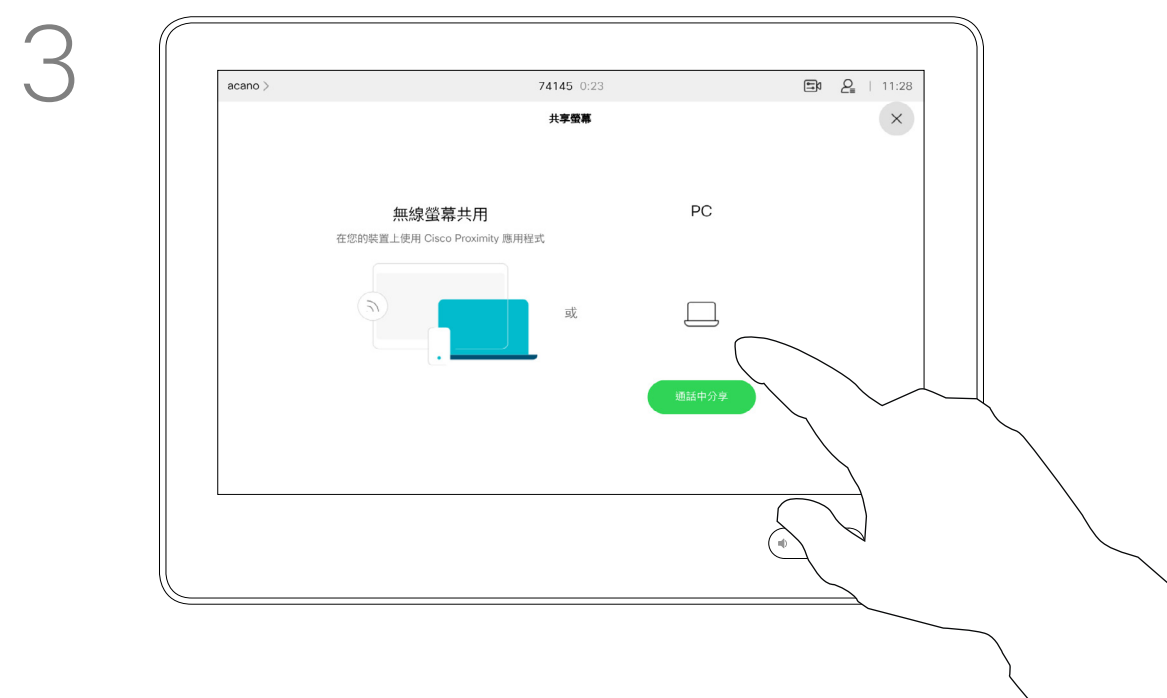 3
acano >
74145 0:23
11:28
共享螢幕
無線螢幕共用
在您的裝置上使用 Cisco Proximity 應用程式
PC
或
通話中分享